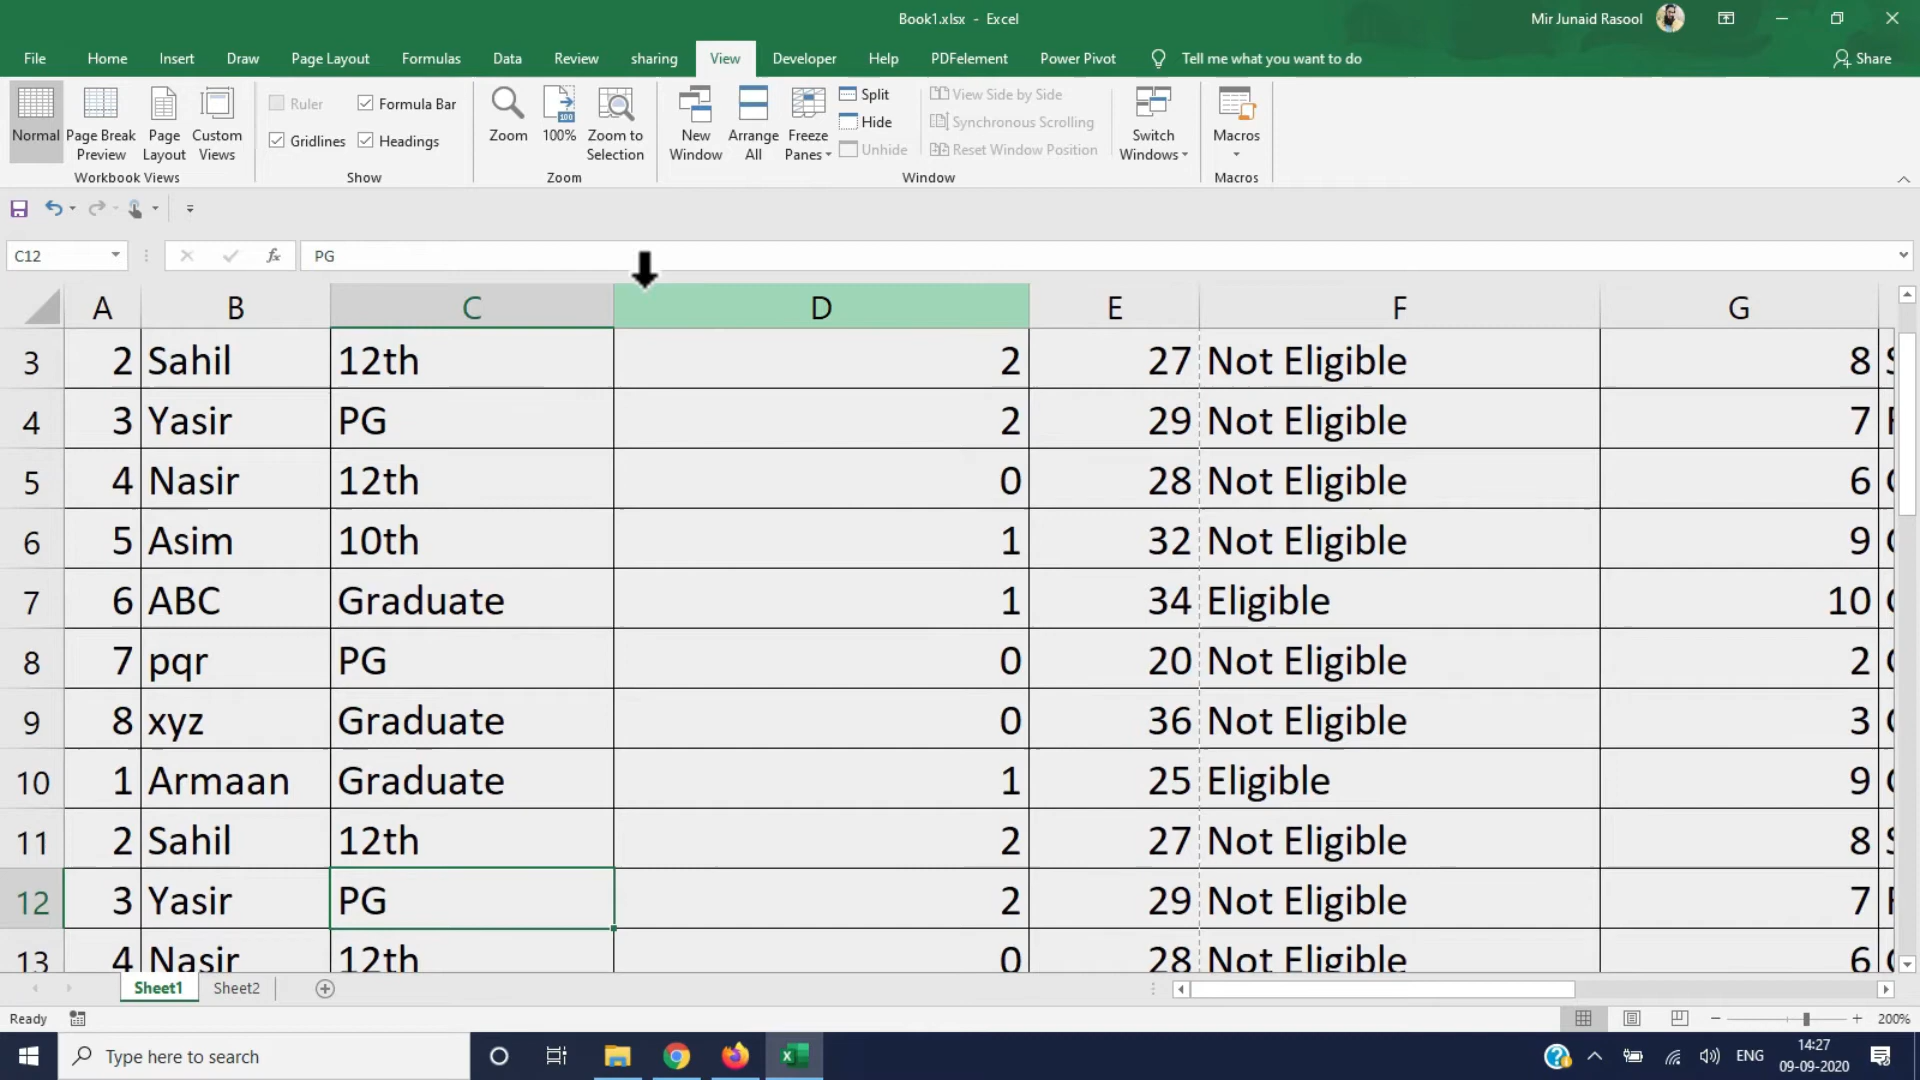 Book1.xlsx - Excel
Mir Junaid Rasool
File Home Insert Draw Page Layout Formulas Data Review sharing View Developer Help PDFelement Power Pivot Tell me what you want to do Share
Normal
Page Break
Preview
Page
Layout
Custom
Views
Workbook Views
Ruler
Formula Bar
Gridlines
Headings
Show
Zoom
100
100%
Zoom to
Selection
Zoom
New
Window
Arrange
All
Freeze
Panes
Split
Hide
Unhide
View Side by Side
Synchronous Scrolling
Reset Window Position
Window
Switch
Windows
Macros
Macros
C12
fx
PG
A B C D E F G
3 2 Sahil 12th 2 27 Not Eligible 8
4 3 Yasir PG 2 29 Not Eligible 7
5 4 Nasir 12th 0 28 Not Eligible 6
6 5 Asim 10th 1 32 Not Eligible 9
7 6 ABC Graduate 1 34 Eligible 10
8 7 pqr PG 0 20 Not Eligible 2
9 8 xyz Graduate 0 36 Not Eligible 3
10 1 Armaan Graduate 1 25 Eligible 9
11 2 Sahil 12th 2 27 Not Eligible 8
12 3 Yasir PG 2 29 Not Eligible 7
13 4 Nasir 12th 0 28 Not Eligible 6
Sheet1 Sheet2
Ready
200%
Type here to search
ENG
14:27
09-09-2020